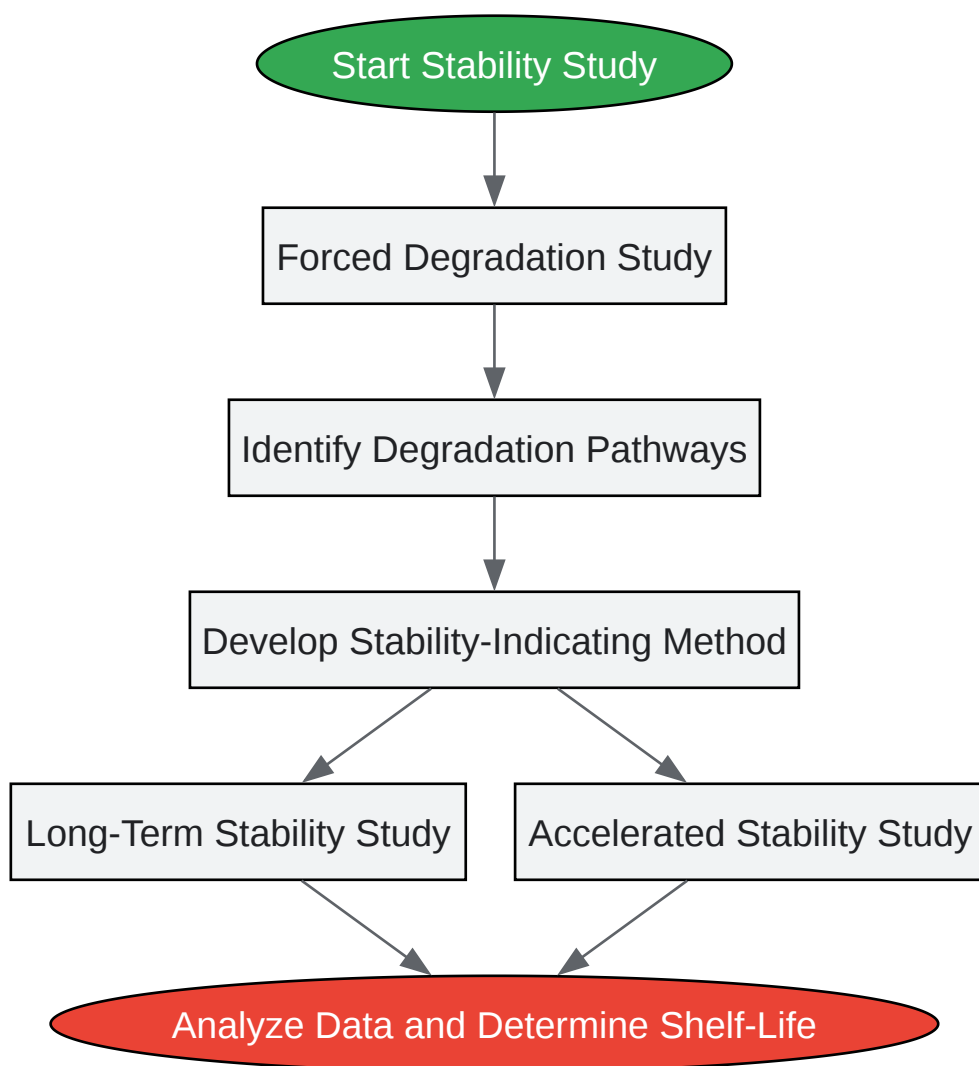 Start Stability Study
Forced Degradation Study
Identify Degradation Pathways
Develop Stability-Indicating Method
Long-Term Stability Study
Accelerated Stability Study
Analyze Data and Determine Shelf-Life